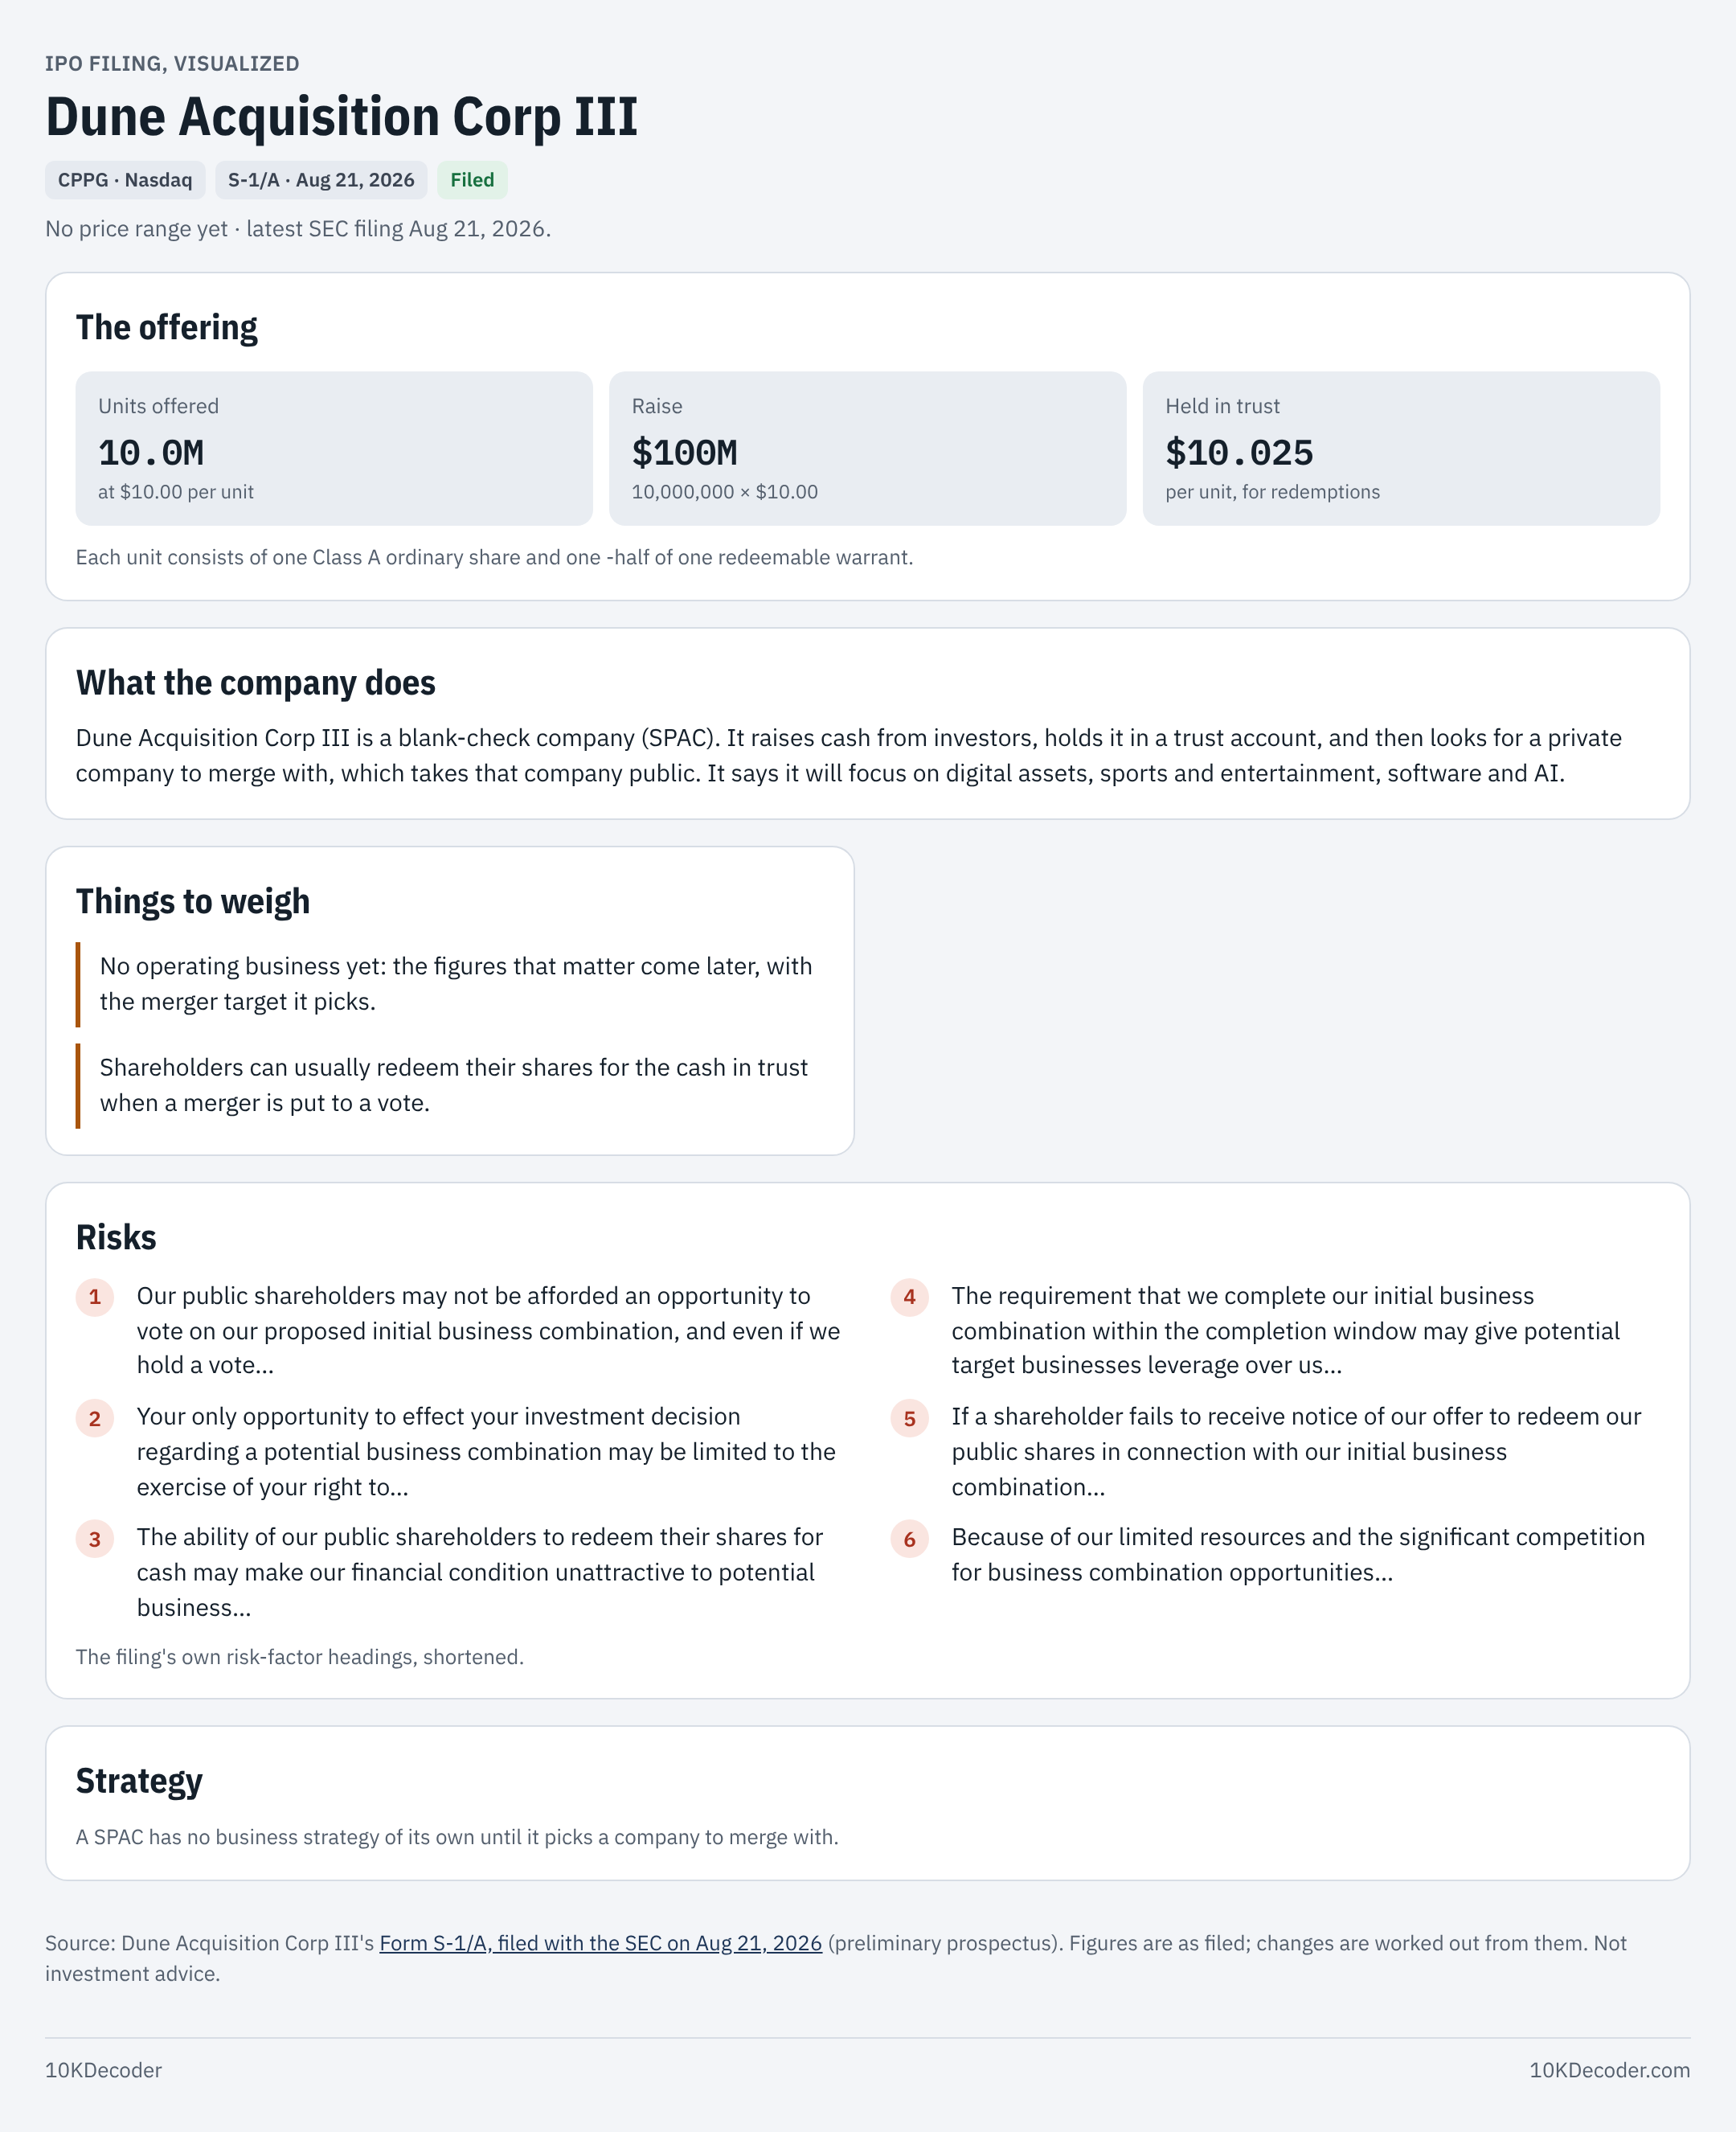 IPO FILING, VISUALIZED
Dune Acquisition Corp III
CPPG · Nasdaq
S-1/A · Aug 21, 2026
Filed
No price range yet · latest SEC filing Aug 21, 2026.
The offering
Units offered
10.0M
at $10.00 per unit
Raise
$100M
10,000,000 × $10.00
Held in trust
$10.025
per unit, for redemptions
Each unit consists of one Class A ordinary share and one -half of one redeemable warrant.
What the company does
Dune Acquisition Corp III is a blank-check company (SPAC). It raises cash from investors, holds it in a trust account, and then looks for a private
company to merge with, which takes that company public. It says it will focus on digital assets, sports and entertainment, software and AI.
Things to weigh
No operating business yet: the figures that matter come later, with
the merger target it picks.
Shareholders can usually redeem their shares for the cash in trust
when a merger is put to a vote.
Risks
1
Our public shareholders may not be afforded an opportunity to
vote on our proposed initial business combination, and even if we
hold a vote…
2
Your only opportunity to effect your investment decision
regarding a potential business combination may be limited to the
exercise of your right to…
3
The ability of our public shareholders to redeem their shares for
cash may make our financial condition unattractive to potential
business…
4
The requirement that we complete our initial business
combination within the completion window may give potential
target businesses leverage over us…
5
If a shareholder fails to receive notice of our offer to redeem our
public shares in connection with our initial business
combination…
6
Because of our limited resources and the significant competition
for business combination opportunities…
The filing's own risk-factor headings, shortened.
Strategy
A SPAC has no business strategy of its own until it picks a company to merge with.
Source: Dune Acquisition Corp III's Form S-1/A, filed with the SEC on Aug 21, 2026 (preliminary prospectus). Figures are as filed; changes are worked out from them. Not
investment advice.
10KDecoder
10KDecoder.com